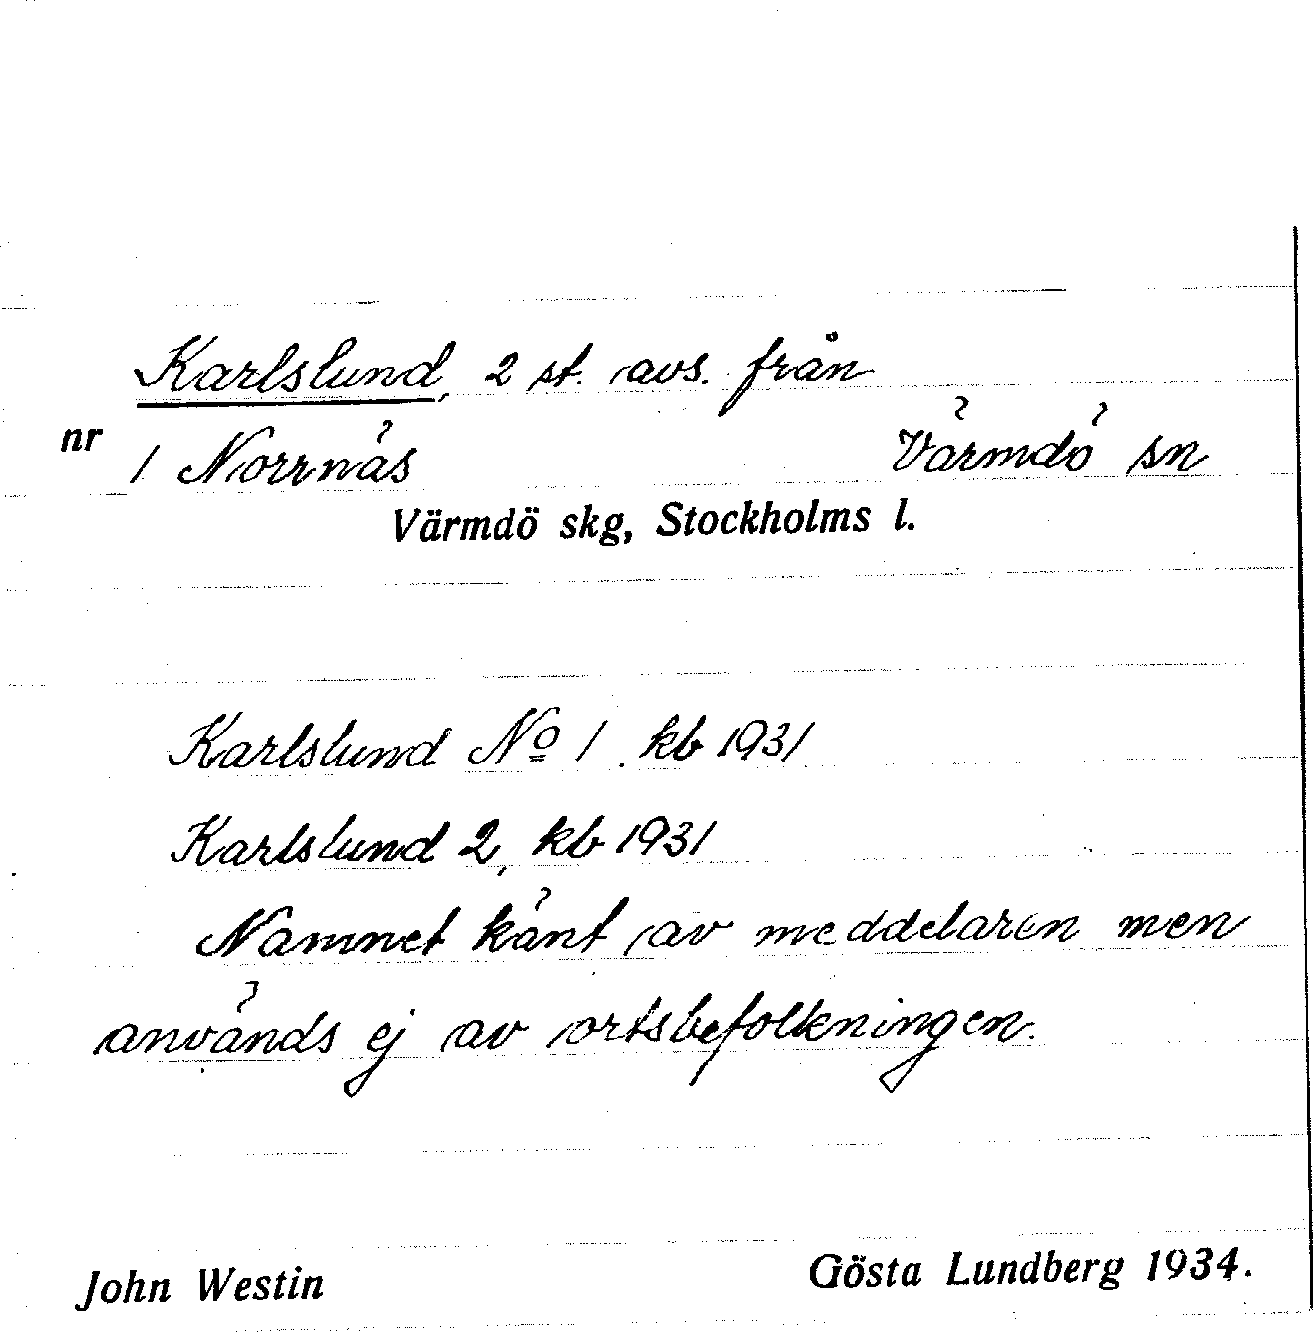 Karlslund, 2 st. avs. från
nr 1 Norrnäs Värmdö sn
Värmdö skg, Stockholms l.
Karlslund No 1. kb 1931
Karlslund 2, kb 1931
Namnet känt av meddelaren men
används ej av ortsbefolkningen.
John Westin Gösta Lundberg 1934.